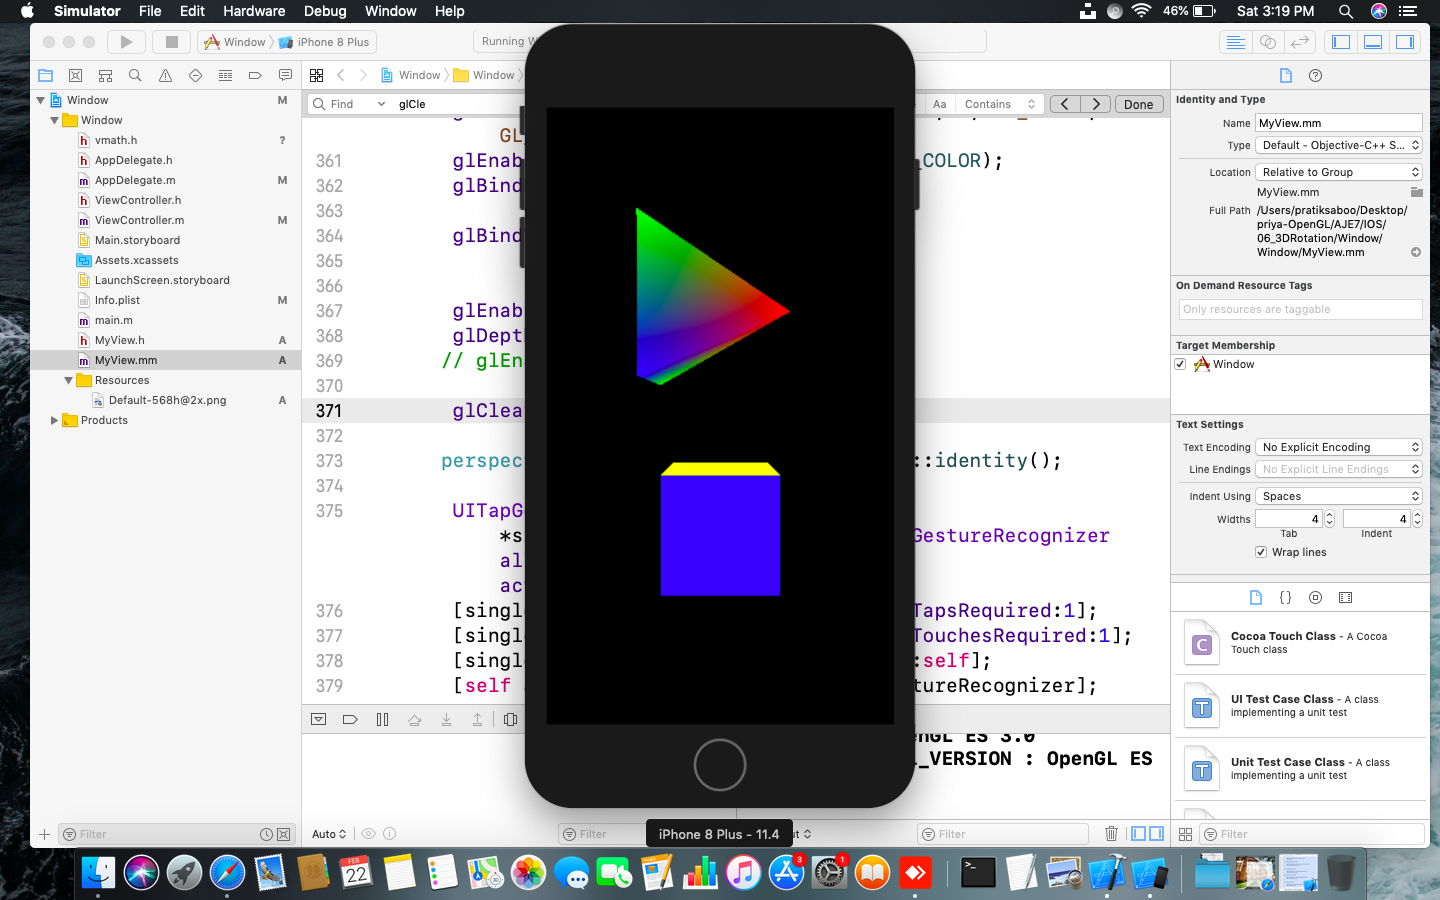 Simulator File Edit Hardware Debug Window Help
46% Sat 3:19 PM
Window iPhone 8 Plus
Running W
Window Window
Find glCle
Aa Contains Done
Window M
Window
vmath.h ?
AppDelegate.h
AppDelegate.m M
ViewController.h
ViewController.m M
Main.storyboard
Assets.xcassets
LaunchScreen.storyboard
Info.plist M
main.m
MyView.h A
MyView.mm A
Resources
Default-568h@2x.png A
Products
Filter
GL
361 glEnab _COLOR);
362 glBind
363
364 glBind
365
366
367 glEnab
368 glDept
369 // glEn
370
371 glClea
372
373 perspec ::identity();
374
375 UITapG
*s GestureRecognizer
al
ac
376 [singl TapsRequired:1];
377 [singl TouchesRequired:1];
378 [singl :self];
379 [self tureRecognizer];
enGL ES 3.0
L_VERSION : OpenGL ES
Auto
Filter
Filter
iPhone 8 Plus - 11.4
Identity and Type
Name MyView.mm
Type Default - Objective-C++ S...
Location Relative to Group
MyView.mm
Full Path /Users/pratiksaboo/Desktop/
priya-OpenGL/AJE7/IOS/
06_3DRotation/Window/
Window/MyView.mm
On Demand Resource Tags
Only resources are taggable
Target Membership
Window
Text Settings
Text Encoding No Explicit Encoding
Line Endings No Explicit Line Endings
Indent Using Spaces
Widths 4 4
Tab Indent
Wrap lines
Cocoa Touch Class - A Cocoa
Touch class
UI Test Case Class - A class
implementing a unit test
Unit Test Case Class - A class
implementing a unit test
Filter
FEB
22
3
1